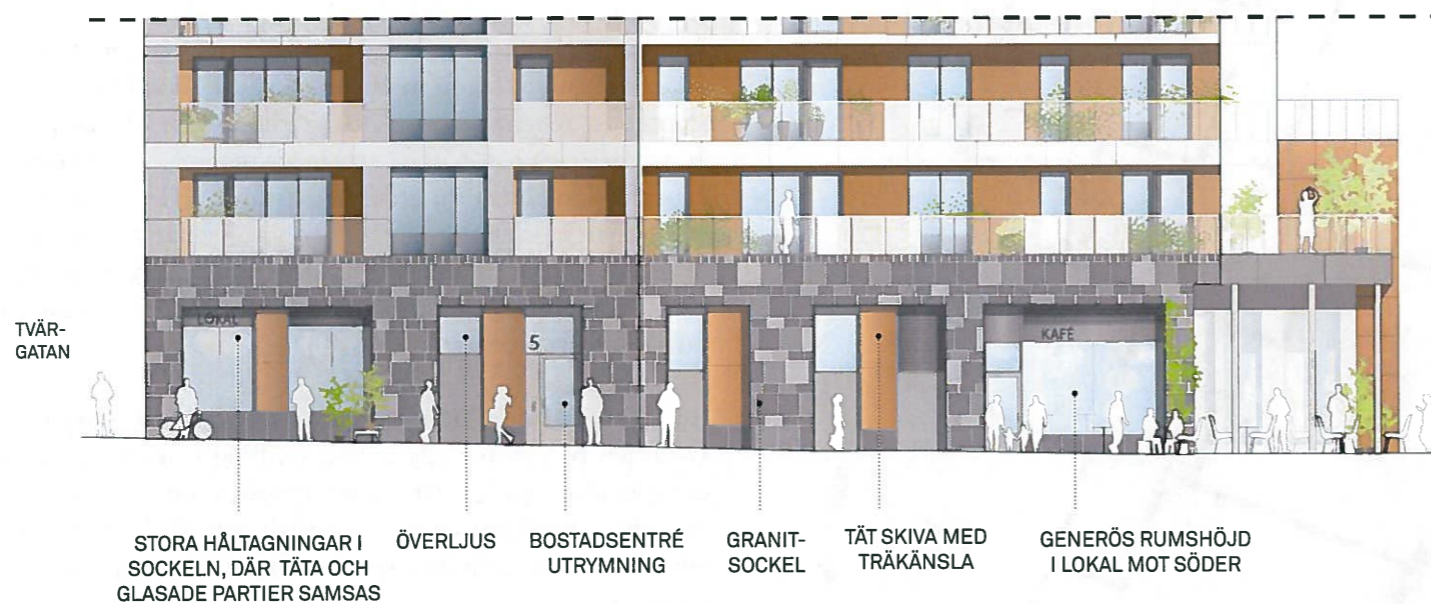 LOKAL
5
KAFÉ
TVÄR-
GATAN
STORA HÅLTAGNINGAR I
SOCKELN, DÄR TÄTA OCH
GLASADE PARTIER SAMSAS
ÖVERLJUS
BOSTADSENTRÉ
UTRYMNING
GRANIT-
SOCKEL
TÄT SKIVA MED
TRÄKÄNSLA
GENERÖS RUMSHÖJD
I LOKAL MOT SÖDER